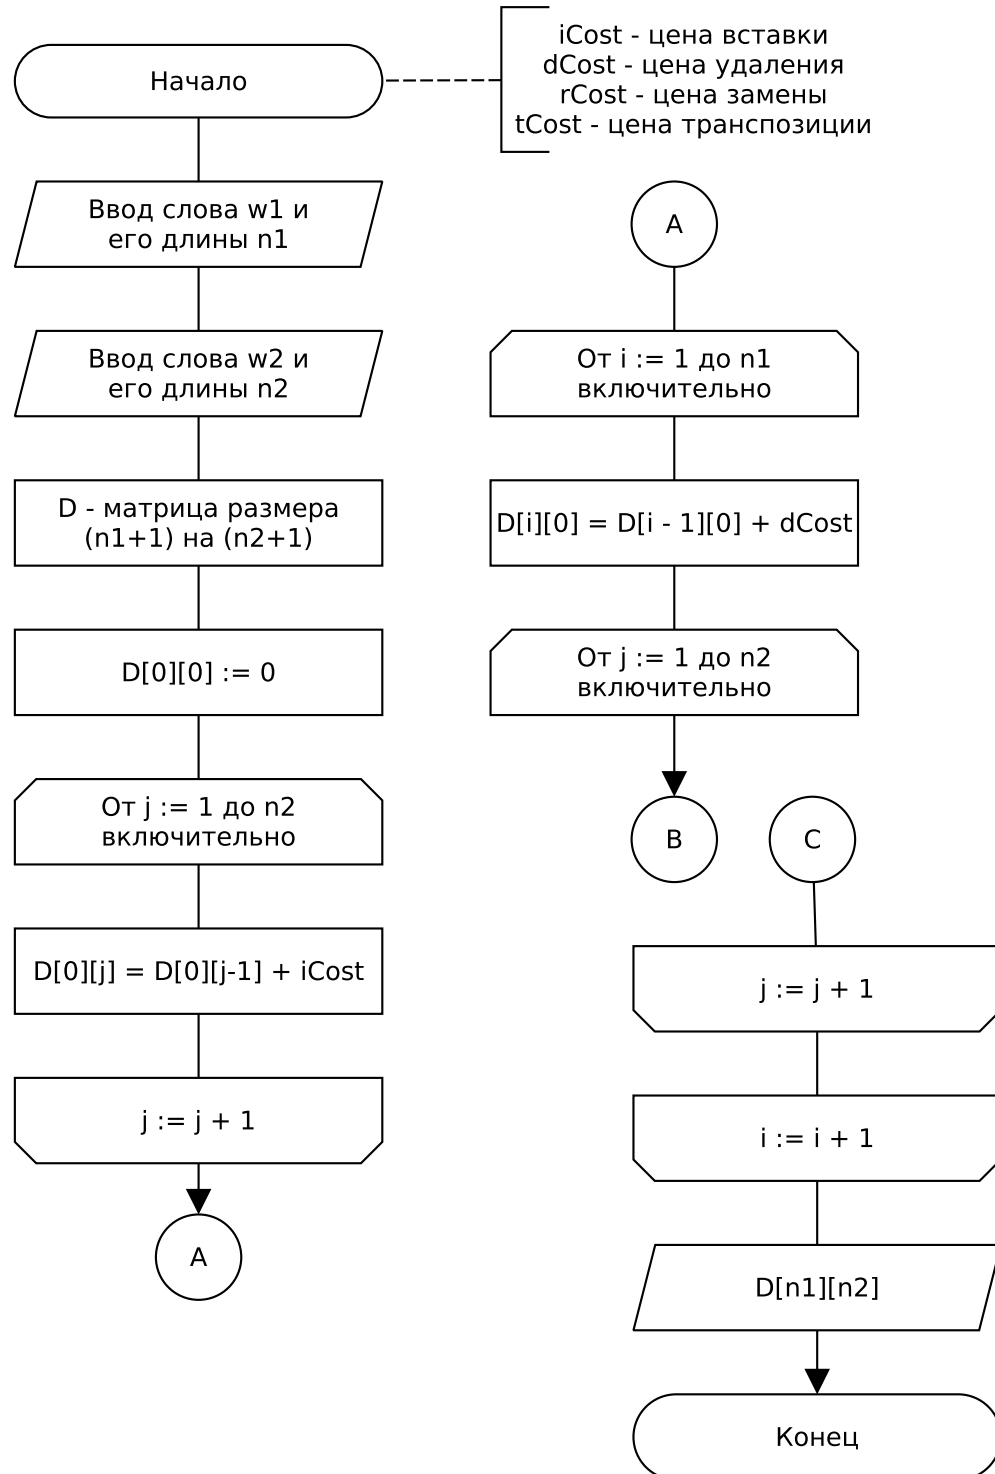 Начало
iCost - цена вставки
dCost - цена удаления
rCost - цена замены
tCost - цена транспозиции
Ввод слова w1 и
его длины n1
Ввод слова w2 и
его длины n2
D - матрица размера
(n1+1) на (n2+1)
D[0][0] := 0
От j := 1 до n2
включительно
D[0][j] = D[0][j-1] + iCost
j := j + 1
A
A
От i := 1 до n1
включительно
D[i][0] = D[i - 1][0] + dCost
От j := 1 до n2
включительно
B
C
j := j + 1
i := i + 1
D[n1][n2]
Конец